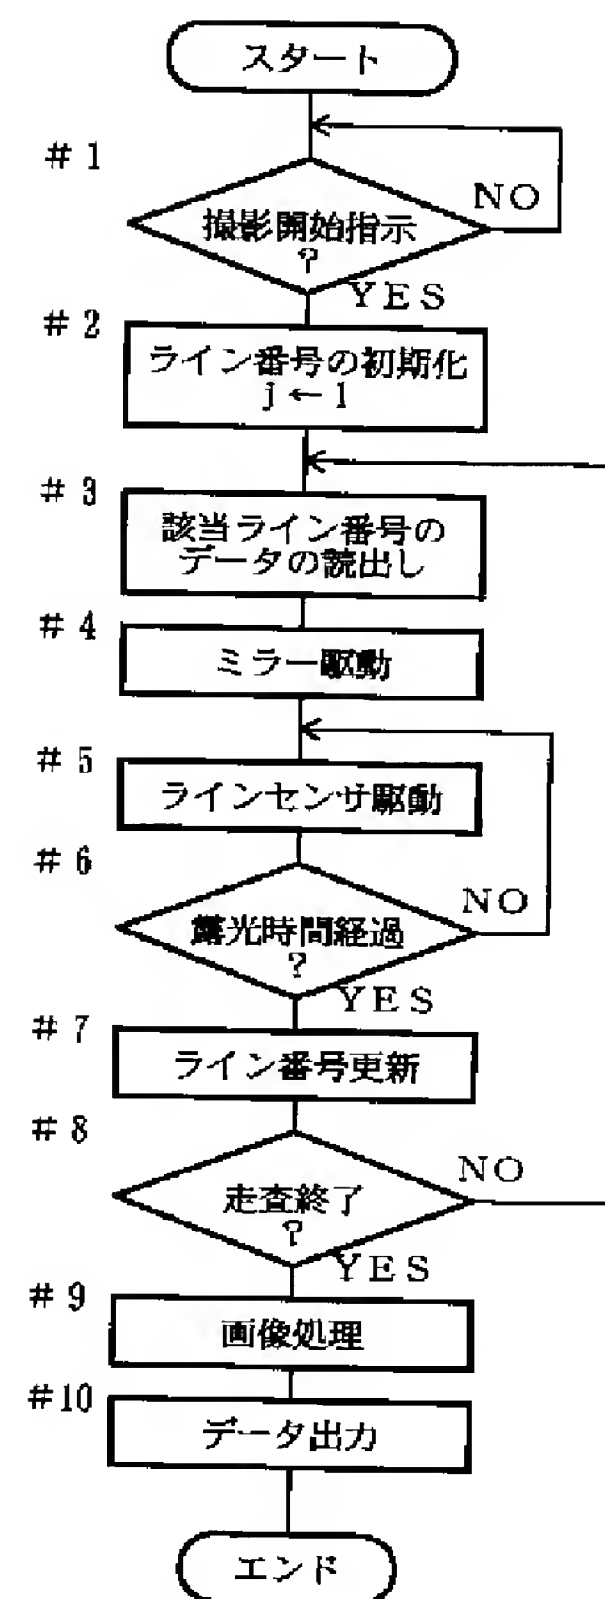 スタート
#1
撮影開始指示
?
NO
YES
#2
ライン番号の初期化
j←1
#3
該当ライン番号の
データの読出し
#4
ミラー駆動
#5
ラインセンサ駆動
#6
露光時間経過
?
NO
YES
#7
ライン番号更新
#8
走査終了
?
NO
YES
#9
画像処理
#10
データ出力
エンド